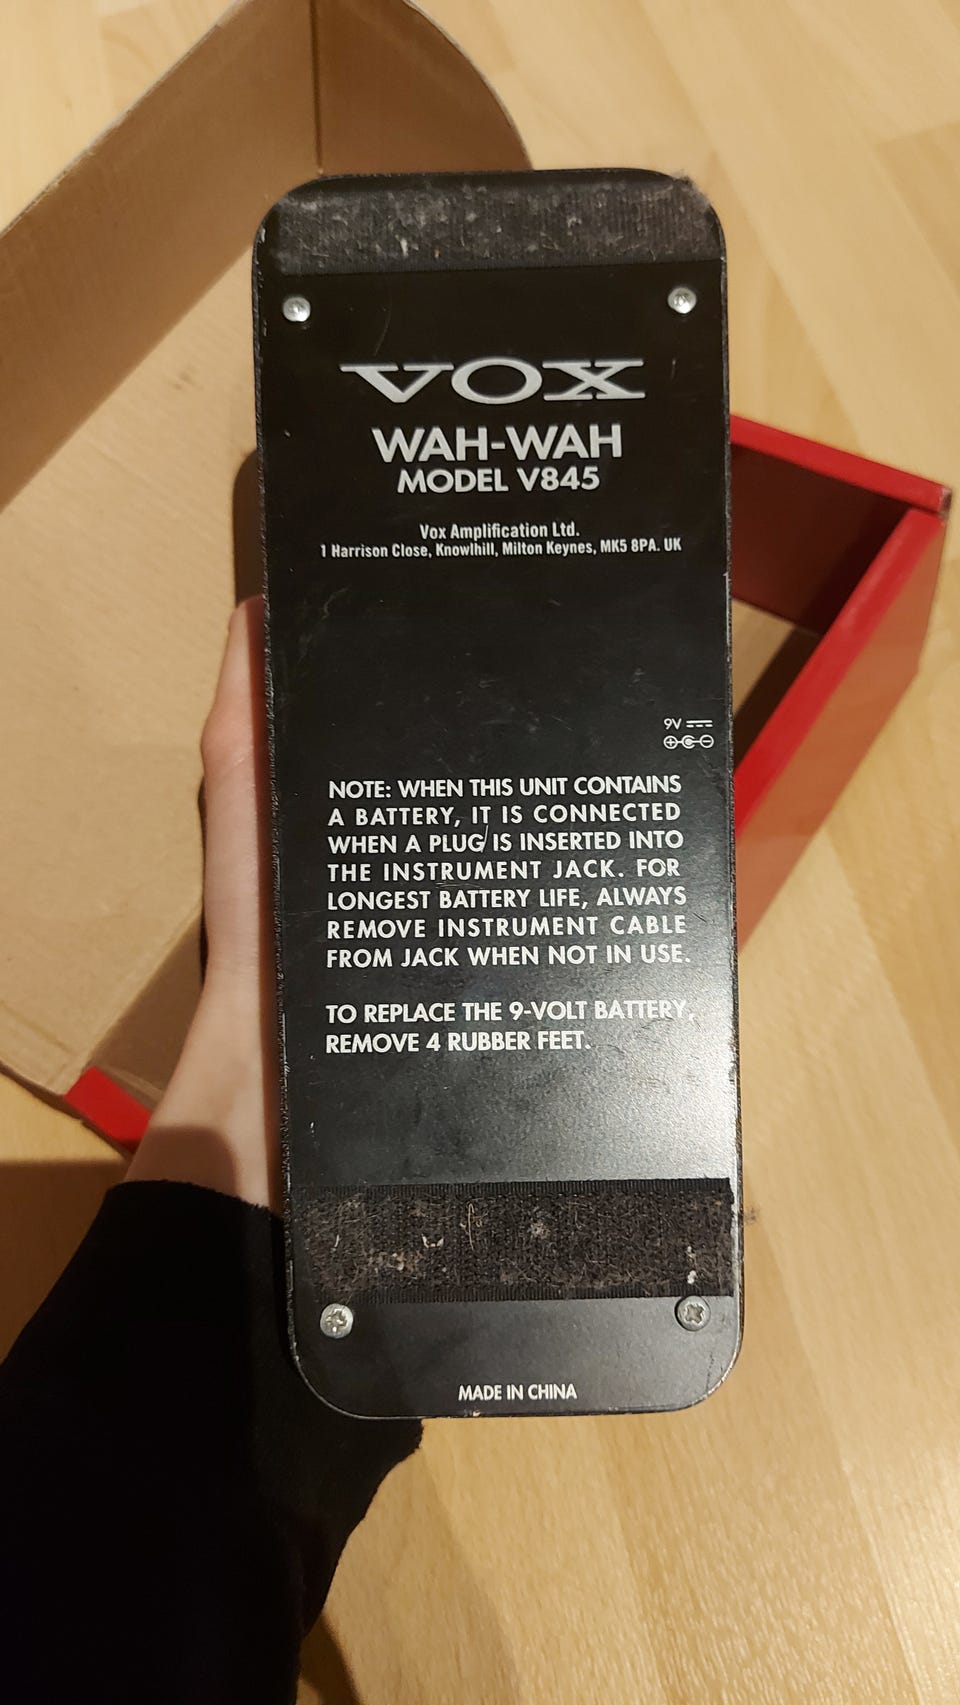 VOX
WAH-WAH
MODEL V845
Vox Amplification Ltd.
1 Harrison Close, Knowlhill, Milton Keynes, MK5 8PA. UK
9V
NOTE: WHEN THIS UNIT CONTAINS
A BATTERY, IT IS CONNECTED
WHEN A PLUG IS INSERTED INTO
THE INSTRUMENT JACK. FOR
LONGEST BATTERY LIFE, ALWAYS
REMOVE INSTRUMENT CABLE
FROM JACK WHEN NOT IN USE.
TO REPLACE THE 9-VOLT BATTERY,
REMOVE 4 RUBBER FEET.
MADE IN CHINA